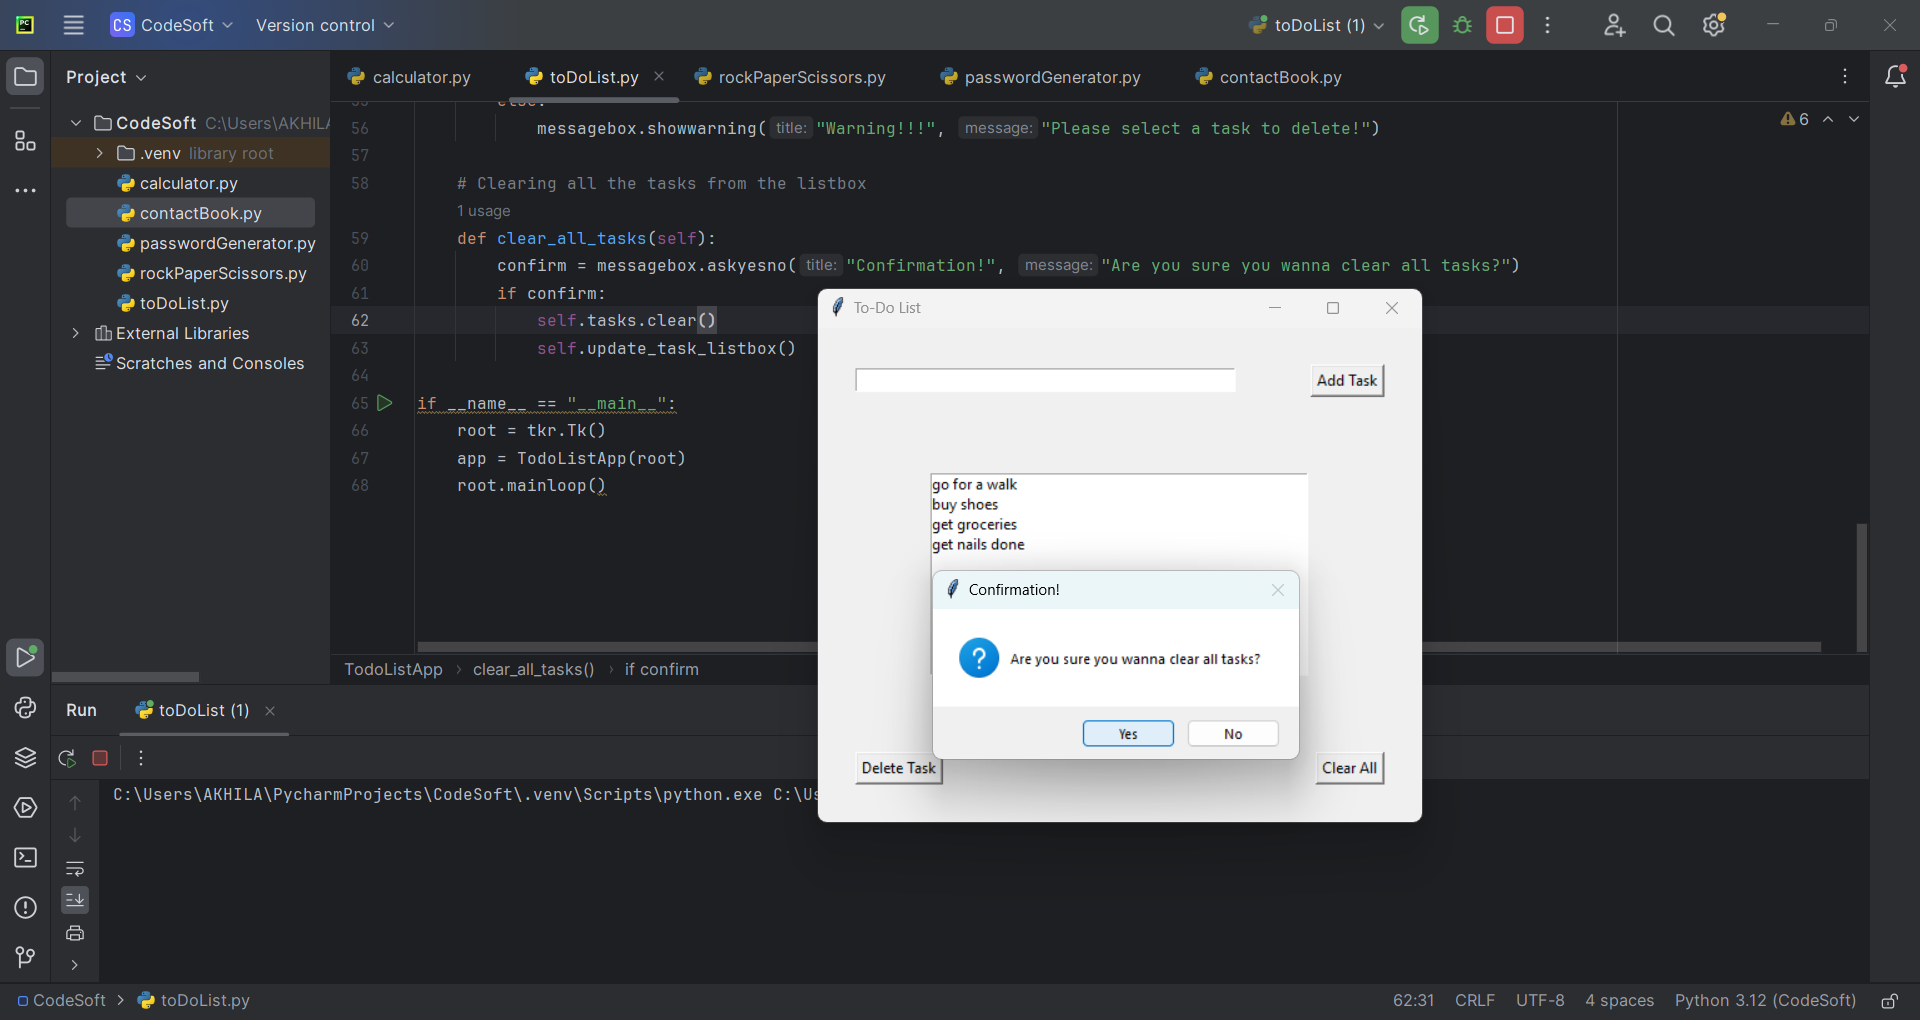 PC
CS CodeSoft Version control toDoList (1)
Project
calculator.py toDoList.py rockPaperScissors.py passwordGenerator.py contactBook.py
CodeSoft C:\Users\AKHIL
.venv library root
calculator.py
contactBook.py
passwordGenerator.py
rockPaperScissors.py
toDoList.py
External Libraries
Scratches and Consoles
6
56 messagebox.showwarning( title: "Warning!!!", message: "Please select a task to delete!")
57
58 # Clearing all the tasks from the listbox
1 usage
59 def clear_all_tasks(self):
60 confirm = messagebox.askyesno( title: "Confirmation!", message: "Are you sure you wanna clear all tasks?")
61 if confirm:
62 self.tasks.clear()
63 self.update_task_listbox()
64
65 if __name__ == "__main__":
66 root = tkr.Tk()
67 app = TodoListApp(root)
68 root.mainloop()
TodoListApp > clear_all_tasks() > if confirm
To-Do List
Add Task
go for a walk
buy shoes
get groceries
get nails done
Confirmation!
Are you sure you wanna clear all tasks?
Yes No
Delete Task Clear All
Run toDoList (1)
C:\Users\AKHILA\PycharmProjects\CodeSoft\.venv\Scripts\python.exe C:\Us
CodeSoft > toDoList.py
62:31 CRLF UTF-8 4 spaces Python 3.12 (CodeSoft)